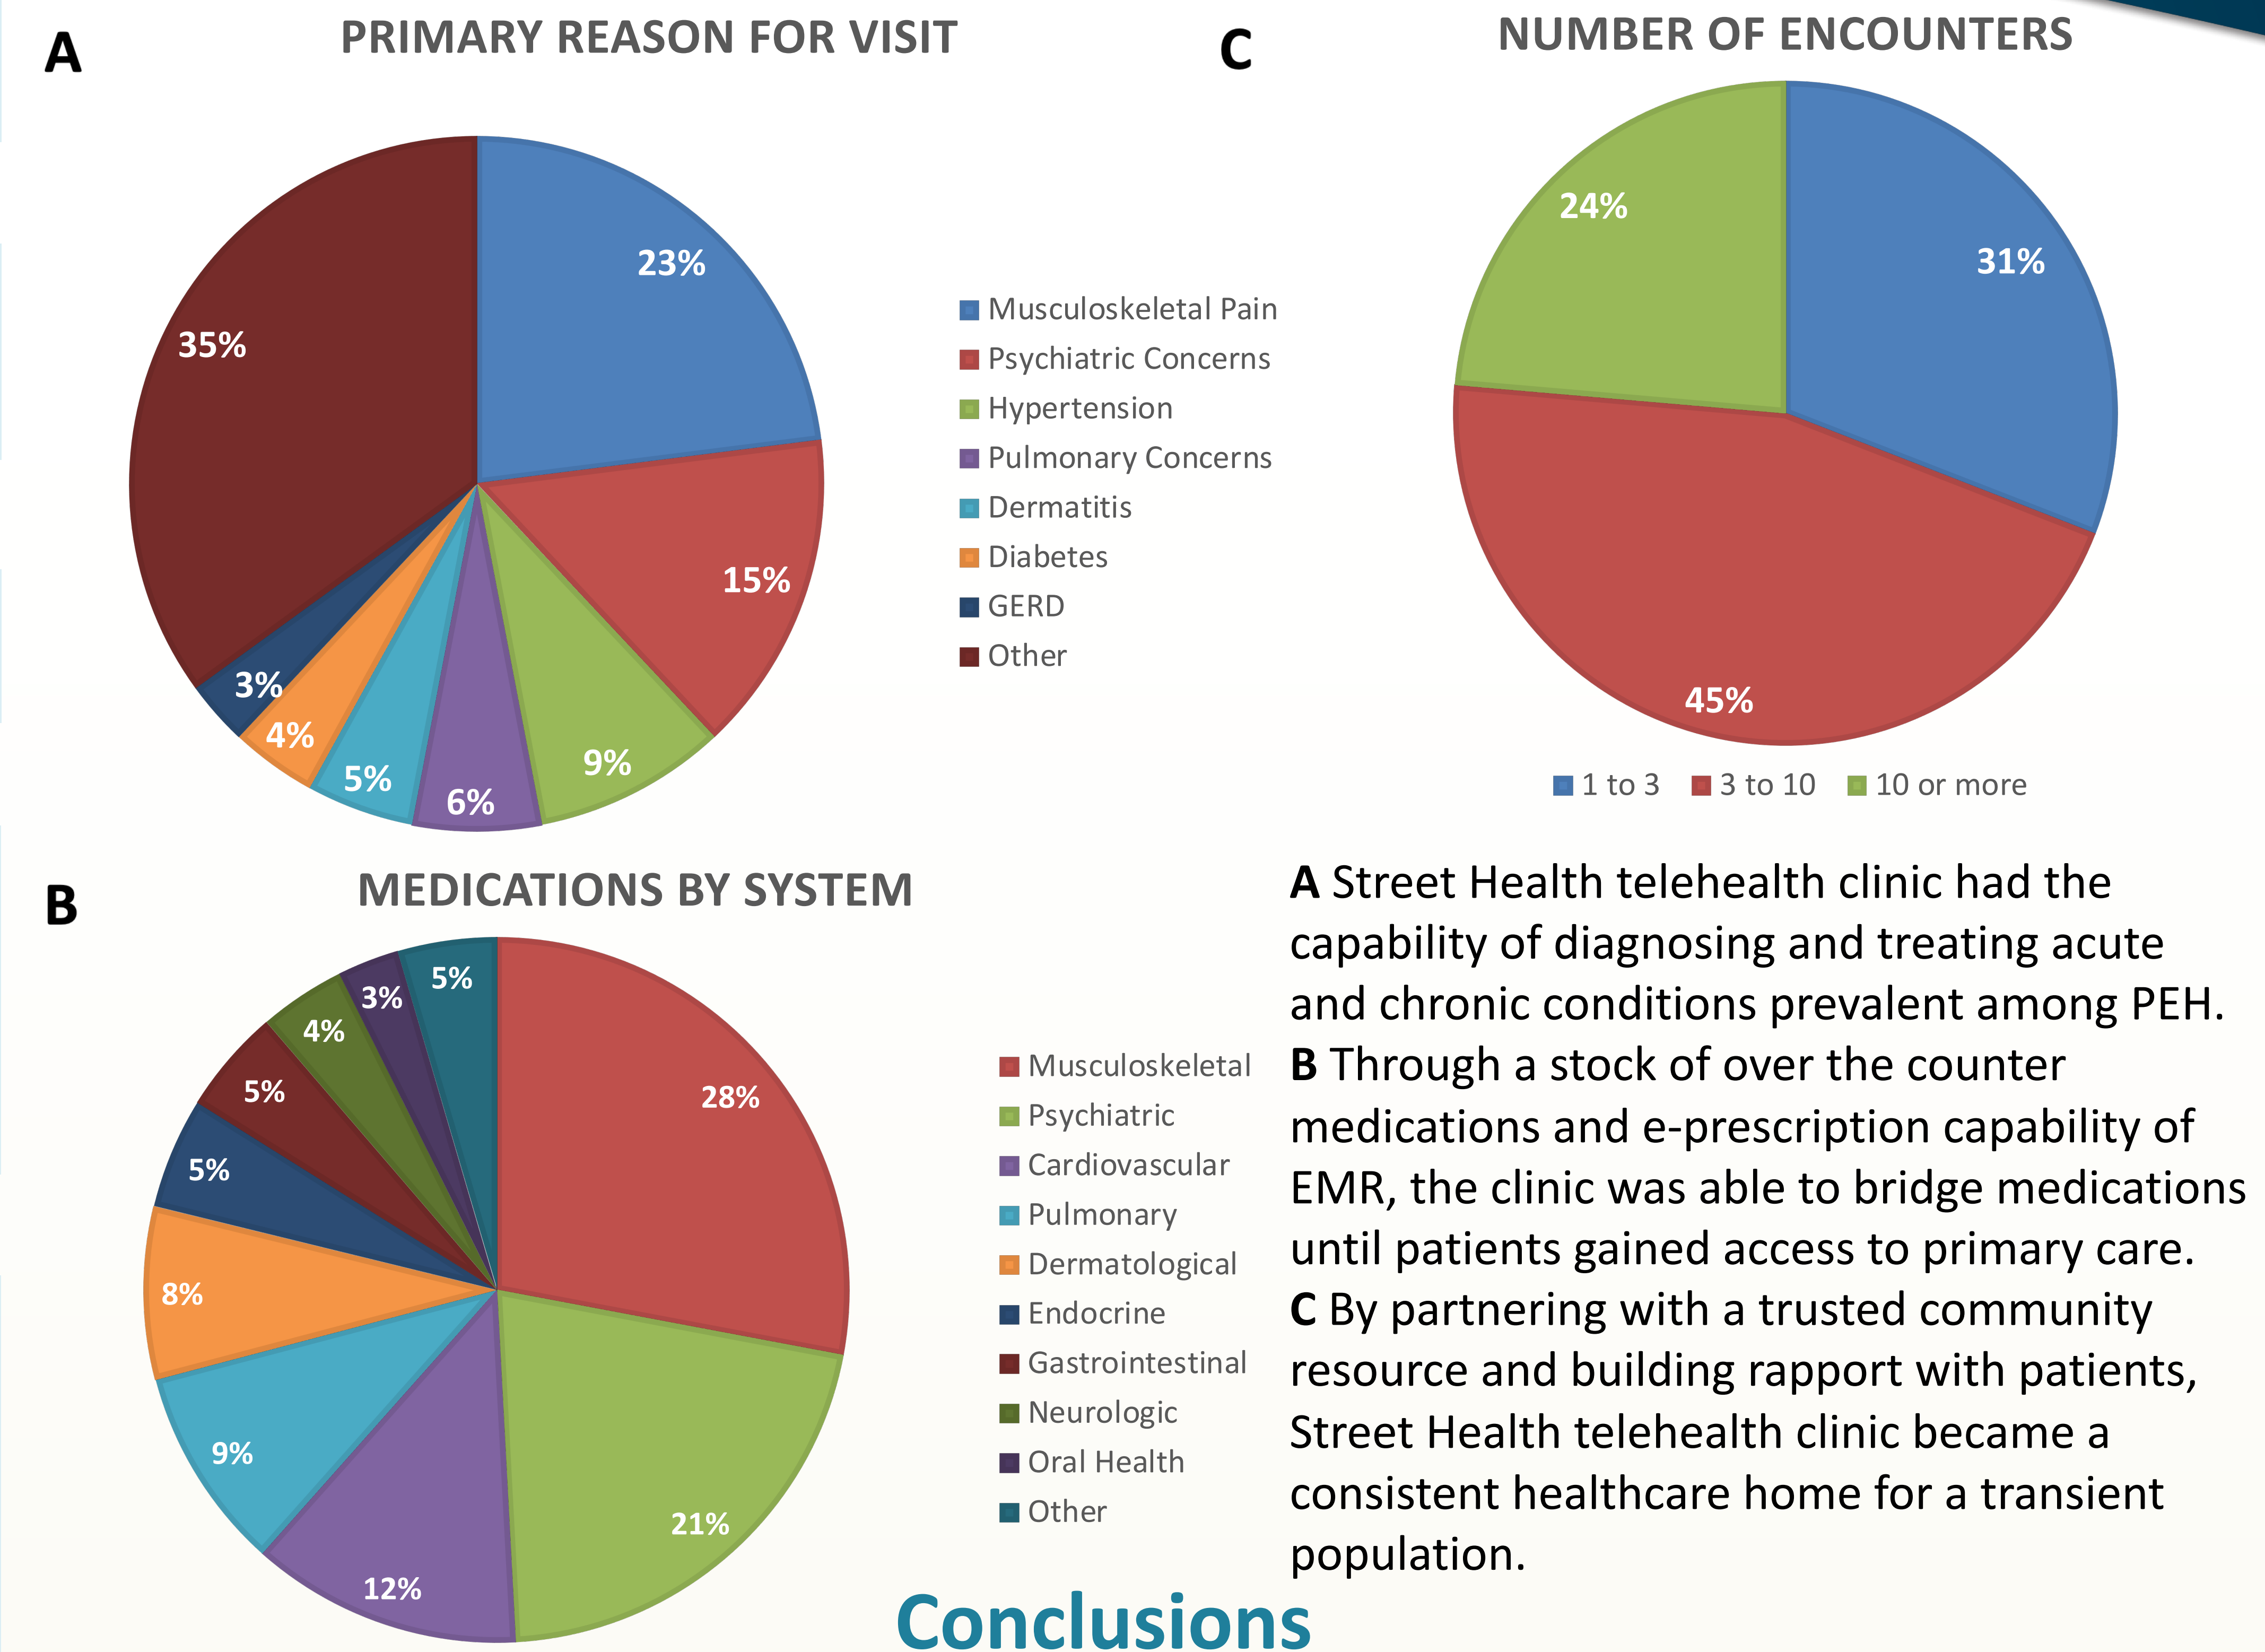 A
PRIMARY REASON FOR VISIT
23%
15%
9%
6%
5%
4%
3%
35%
Musculoskeletal Pain
Psychiatric Concerns
Hypertension
Pulmonary Concerns
Dermatitis
Diabetes
GERD
Other
B
MEDICATIONS BY SYSTEM
28%
21%
12%
9%
8%
5%
5%
4%
3%
5%
Musculoskeletal
Psychiatric
Cardiovascular
Pulmonary
Dermatological
Endocrine
Gastrointestinal
Neurologic
Oral Health
Other
C
NUMBER OF ENCOUNTERS
31%
45%
24%
1 to 3 3 to 10 10 or more
A Street Health telehealth clinic had the
capability of diagnosing and treating acute
and chronic conditions prevalent among PEH.
B Through a stock of over the counter
medications and e-prescription capability of
EMR, the clinic was able to bridge medications
until patients gained access to primary care.
C By partnering with a trusted community
resource and building rapport with patients,
Street Health telehealth clinic became a
consistent healthcare home for a transient
population.
Conclusions